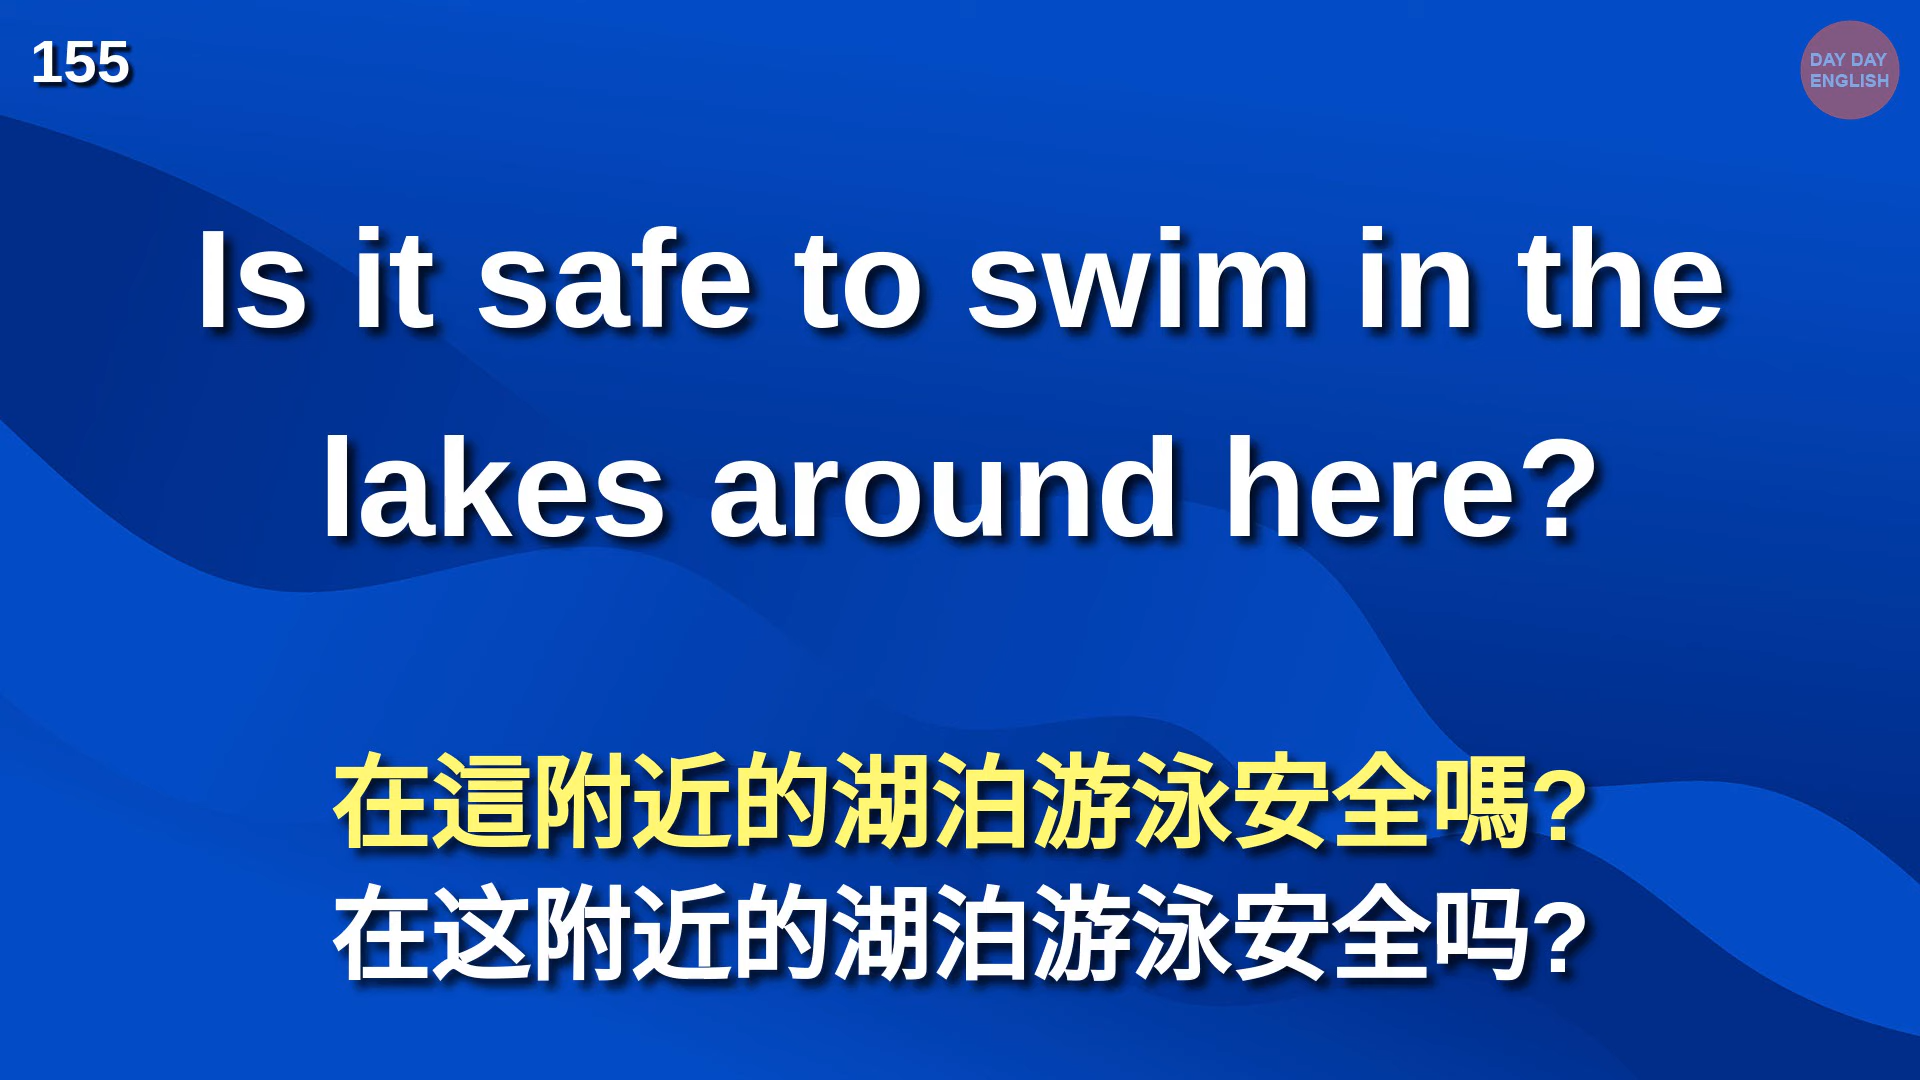 155
DAY DAY
ENGLISH
Is it safe to swim in the
lakes around here?
在這附近的湖泊游泳安全嗎?
在这附近的湖泊游泳安全吗?